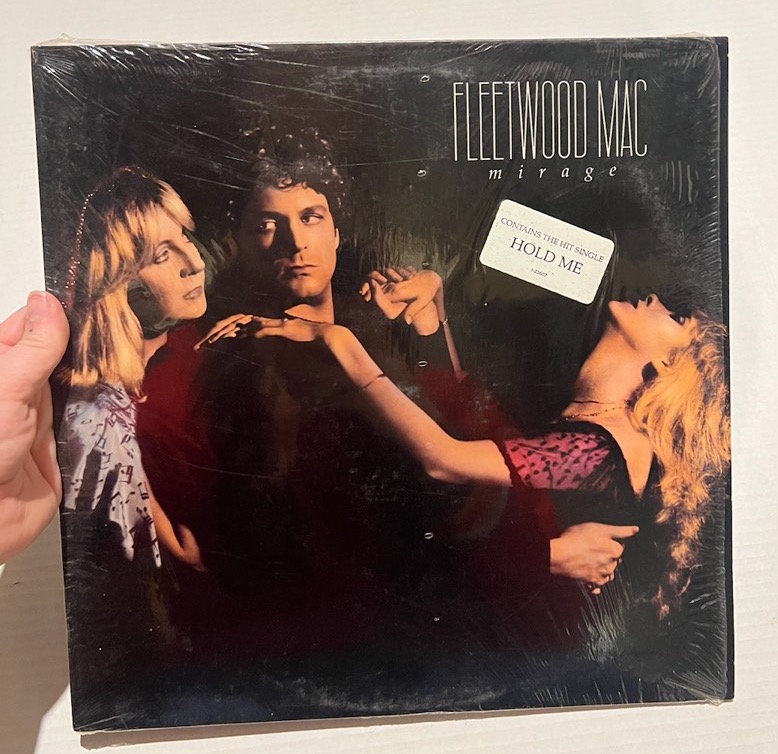 FLEETWOOD MAC
mirage
CONTAINS THE HIT SINGLE
HOLD ME